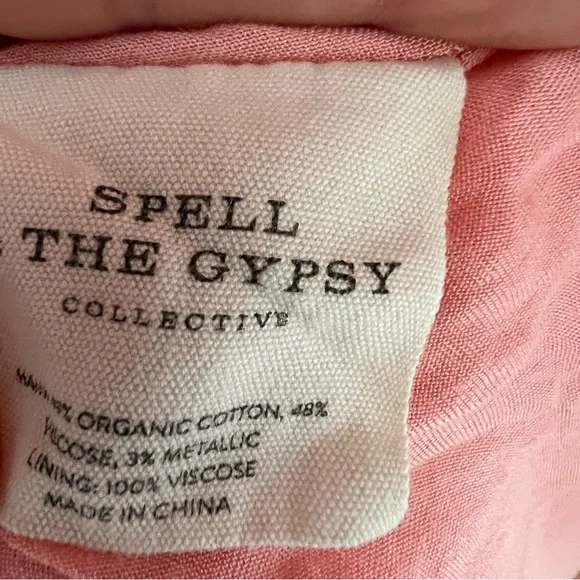 SPELL
& THE GYPSY
COLLECTIVE
ORGANIC COTTON, 48%
VISCOSE, 3% METALLIC
LINING: 100% VISCOSE
MADE IN CHINA